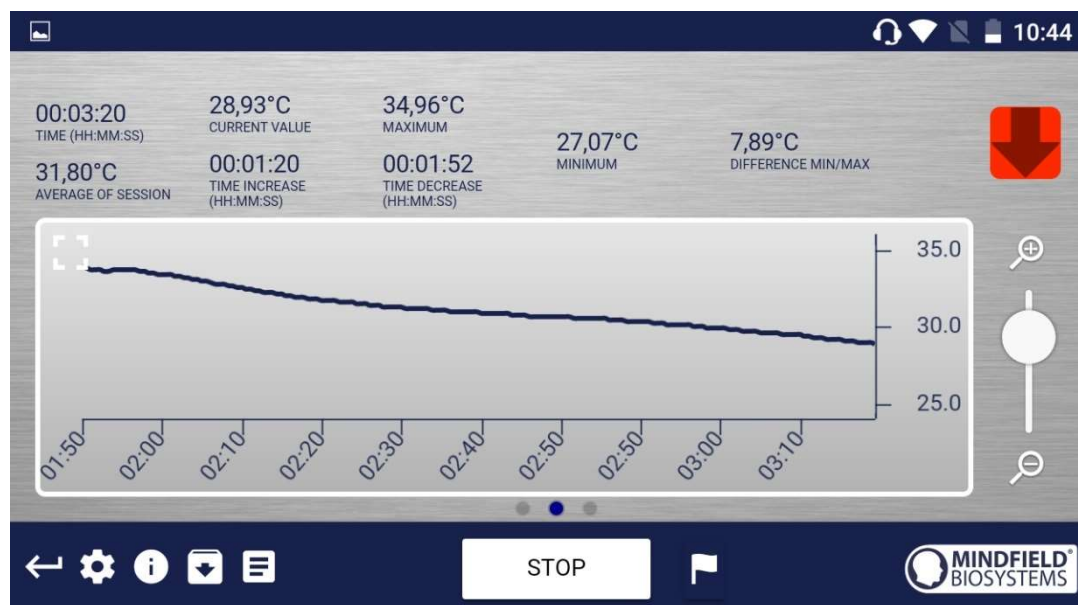 10:44
00:03:20
TIME (HH:MM:SS)
28,93°C
CURRENT VALUE
34,96°C
MAXIMUM
27,07°C
MINIMUM
7,89°C
DIFFERENCE MIN/MAX
31,80°C
AVERAGE OF SESSION
00:01:20
TIME INCREASE
(HH:MM:SS)
00:01:52
TIME DECREASE
(HH:MM:SS)
35.0
30.0
25.0
01:50
02:00
02:10
02:20
02:30
02:40
02:50
02:50
03:00
03:10
STOP
MINDFIELD®
BIOSYSTEMS